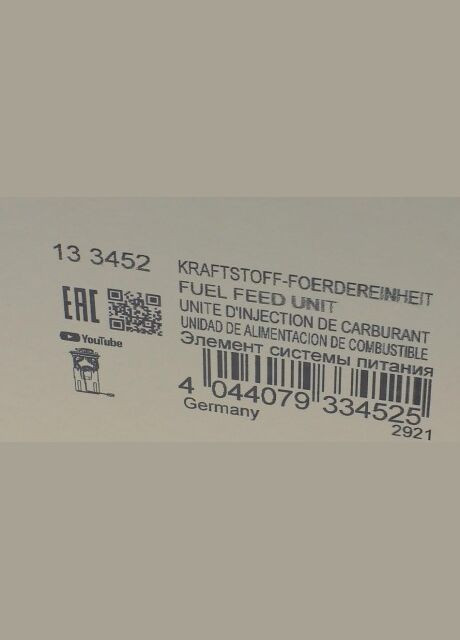 13 3452
KRAFTSTOFF-FOERDEREINHEIT
FUEL FEED UNIT
UNITE D'INJECTION DE CARBURANT
UNIDAD DE ALIMENTACION DE COMBUSTIBLE
Элемент системы питания
EAC
YouTube
4 044079 334525
Germany
2921